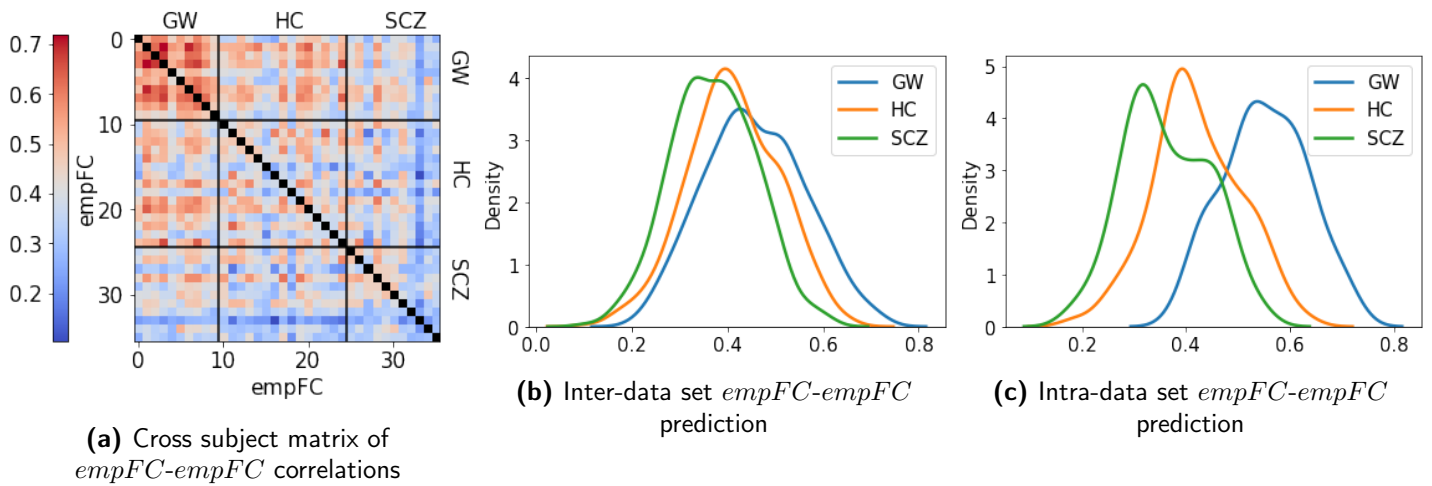 GW HC SCZ
0.7
0.6
0.5
0.4
0.3
0.2
0
10
20
30
empFC
GW
HC
SCZ
0 10 20 30
empFC
(a) Cross subject matrix of
empFC-empFC correlations
4
3
2
1
0
Density
GW
HC
SCZ
0.0 0.2 0.4 0.6 0.8
(b) Inter-data set empFC-empFC
prediction
5
4
3
2
1
0
Density
GW
HC
SCZ
0.2 0.4 0.6 0.8
(c) Intra-data set empFC-empFC
prediction